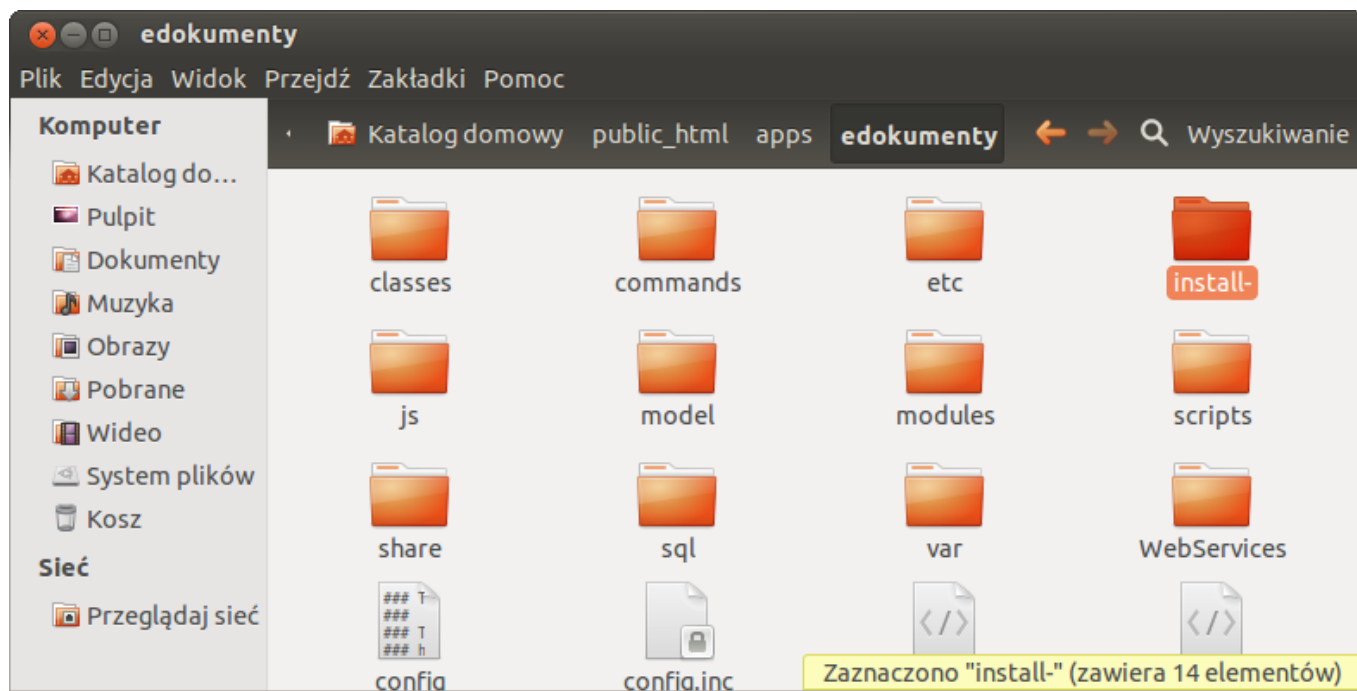 edokumenty
Plik Edycja Widok Przejdź Zakładki Pomoc
Komputer
Katalog do...
Pulpit
Dokumenty
Muzyka
Obrazy
Pobrane
Wideo
System plików
Kosz
Sieć
Przeglądaj sieć
Katalog domowy public_html apps edokumenty Wyszukiwanie
classes commands etc install-
js model modules scripts
share sql var WebServices
### T
###
### T
### h
config config.inc
Zaznaczono "install-" (zawiera 14 elementów)